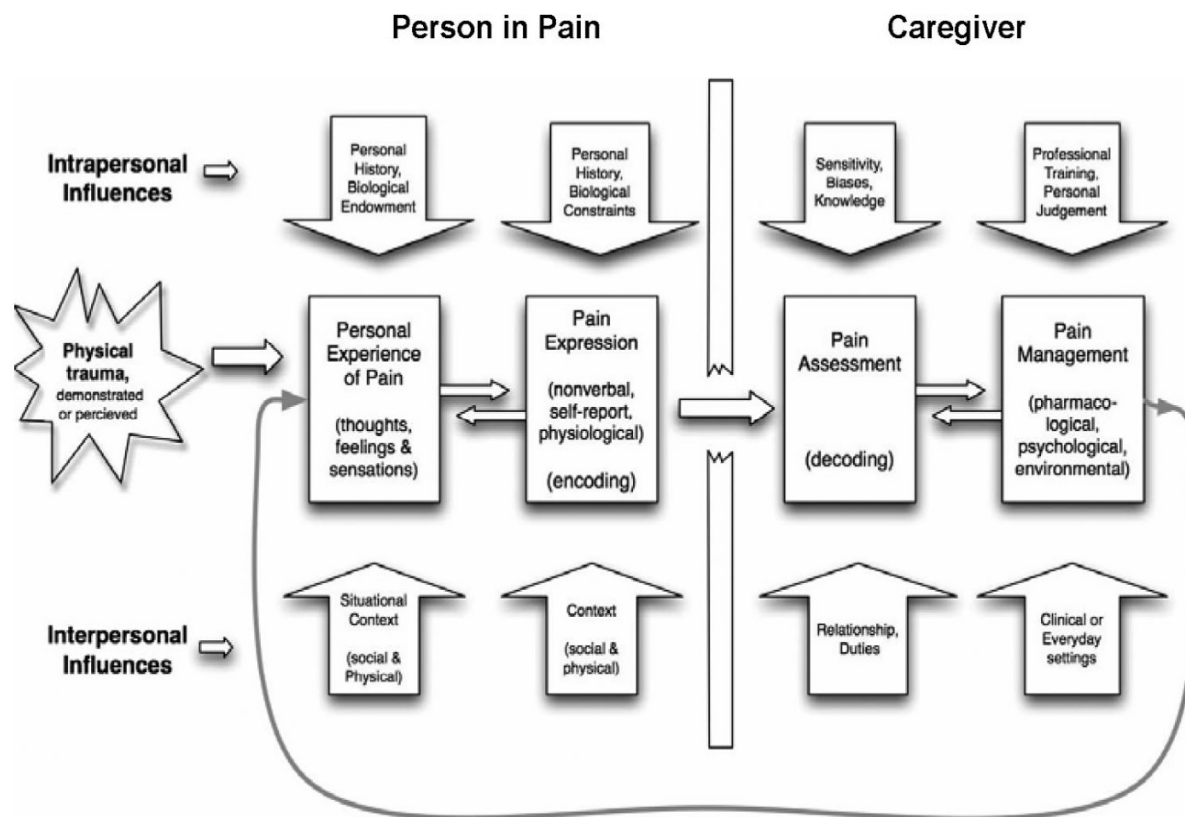 Person in Pain
Caregiver
Intrapersonal
Influences
Personal
History,
Biological
Endowment
Personal
History,
Biological
Constraints
Sensitivity,
Biases,
Knowledge
Professional
Training,
Personal
Judgement
Physical
trauma,
demonstrated
or percieved
Personal
Experience
of Pain
(thoughts,
feelings &
sensations)
Pain
Expression
(nonverbal,
self-report,
physiological)
(encoding)
Pain
Assessment
(decoding)
Pain
Management
(pharmaco-
logical,
psychological,
environmental)
Interpersonal
Influences
Situational
Context
(social &
Physical)
Context
(social &
physical)
Relationship,
Duties
Clinical or
Everyday
settings